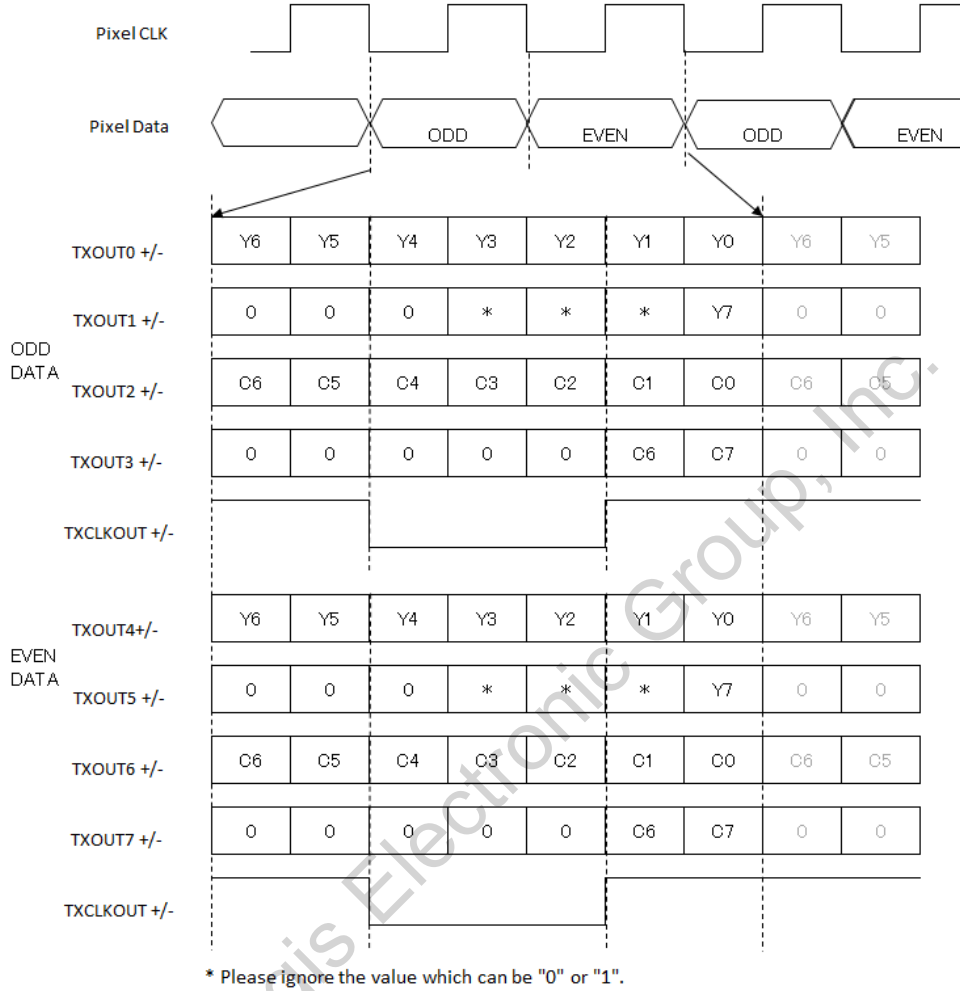 Pixel CLK
Pixel Data
ODD
EVEN
ODD
EVEN
TXOUT0 +/-
Y6 Y5 Y4 Y3 Y2 Y1 Y0 Y6 Y5
TXOUT1 +/-
0 0 0 * * * Y7 0 0
ODD
DATA
TXOUT2 +/-
C6 C5 C4 C3 C2 C1 C0 C6 C5
TXOUT3 +/-
0 0 0 0 0 C6 C7 0 0
TXCLKOUT +/-
TXOUT4+/-
Y6 Y5 Y4 Y3 Y2 Y1 Y0 Y6 Y5
EVEN
DATA
TXOUT5 +/-
0 0 0 * * * Y7 0 0
TXOUT6 +/-
C6 C5 C4 C3 C2 C1 C0 C6 C5
TXOUT7 +/-
0 0 0 0 0 C6 C7 0 0
TXCLKOUT +/-
* Please ignore the value which can be "0" or "1".
Electronic Group, Inc.